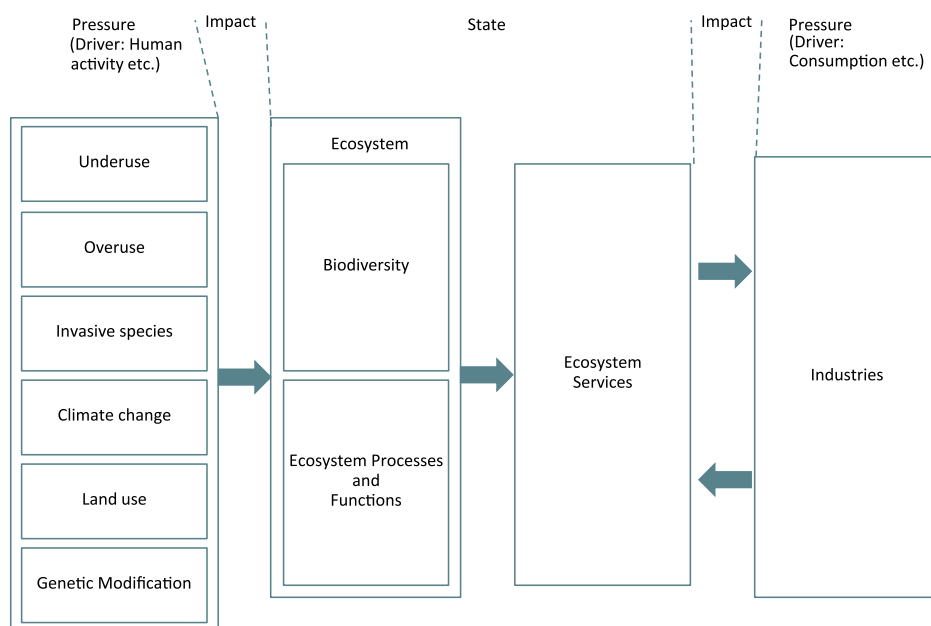 Pressure
(Driver: Human
activity etc.)
Impact
State
Impact
Pressure
(Driver:
Consumption etc.)
Underuse
Overuse
Invasive species
Climate change
Land use
Genetic Modification
Ecosystem
Biodiversity
Ecosystem Processes
and
Functions
Ecosystem
Services
Industries